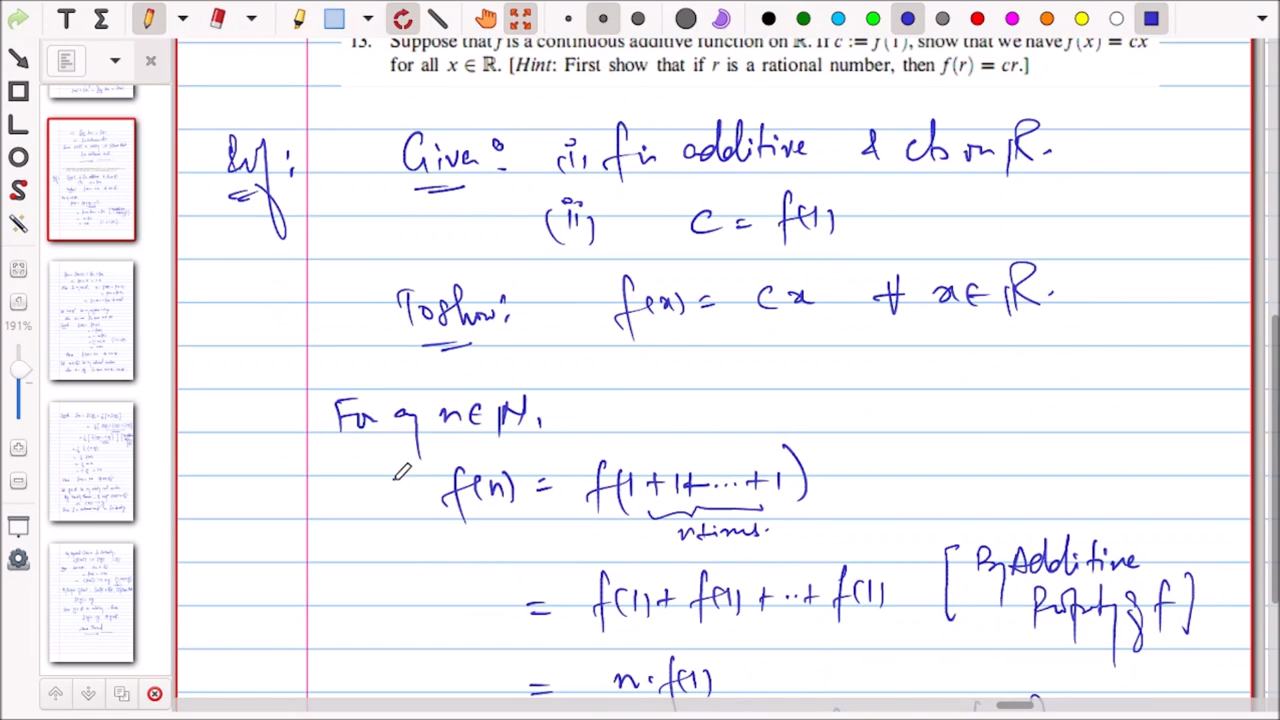 13. Suppose that f is a continuous additive function on ℝ. If c := f(1), show that we have f(x) = cx
for all x ∈ ℝ. [Hint: First show that if r is a rational number, then f(r) = cr.]
Given: (i) f is additive & cts on ℝ.
(ii) c = f(1)
To show: f(x) = cx ∀ x ∈ ℝ.
For any n ∈ ℕ,
f(n) = f(1+1+...+1)
n times.
= f(1) + f(1) + ... + f(1) [By Additive
Property of f]
= n·f(1)
191%